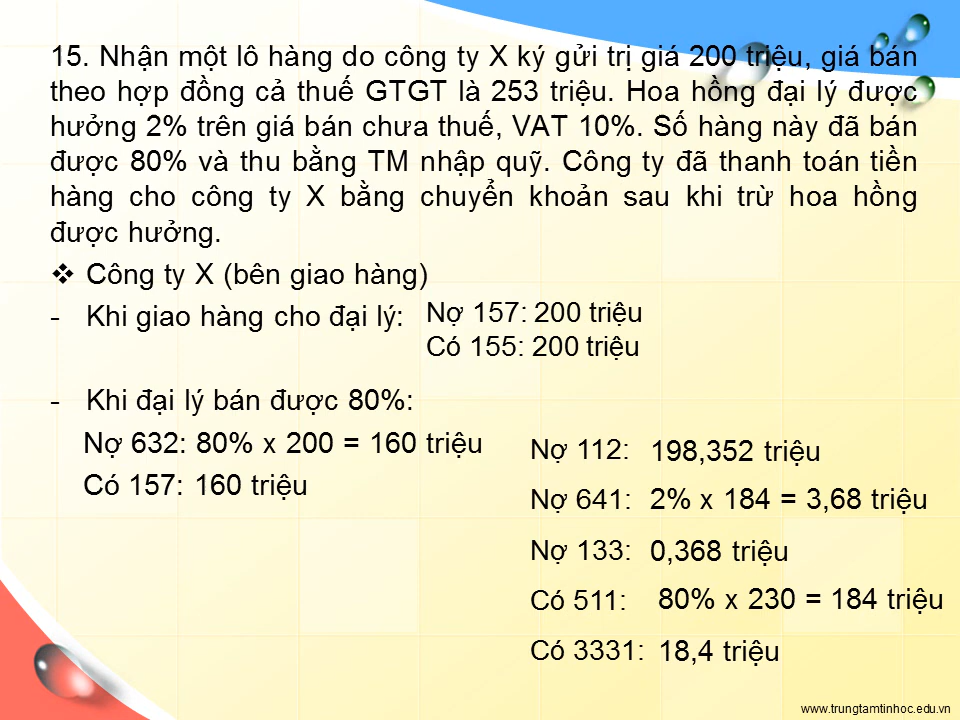 15. Nhận một lô hàng do công ty X ký gửi trị giá 200 triệu, giá bán
theo hợp đồng cả thuế GTGT là 253 triệu. Hoa hồng đại lý được
hưởng 2% trên giá bán chưa thuế, VAT 10%. Số hàng này đã bán
được 80% và thu bằng TM nhập quỹ. Công ty đã thanh toán tiền
hàng cho công ty X bằng chuyển khoản sau khi trừ hoa hồng
được hưởng.
❖ Công ty X (bên giao hàng)
- Khi giao hàng cho đại lý:
Nợ 157: 200 triệu
Có 155: 200 triệu
- Khi đại lý bán được 80%:
Nợ 632: 80% x 200 = 160 triệu
Có 157: 160 triệu
Nợ 112: 198,352 triệu
Nợ 641: 2% x 184 = 3,68 triệu
Nợ 133: 0,368 triệu
Có 511: 80% x 230 = 184 triệu
Có 3331: 18,4 triệu
www.trungtamtinhoc.edu.vn